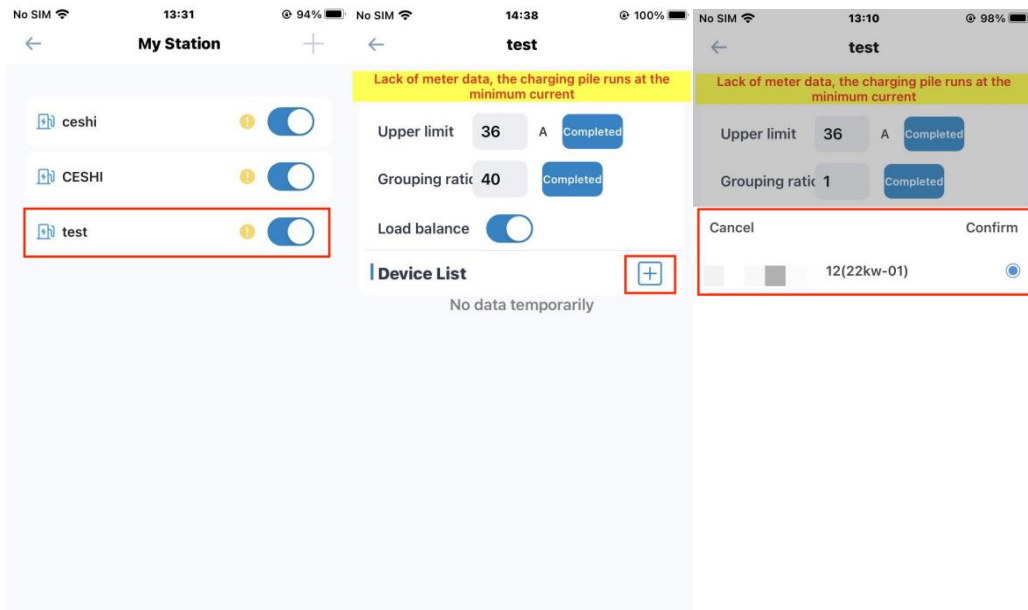 No SIM 13:31 94%
My Station
ceshi
CESHI
test
No SIM 14:38 100%
test
Lack of meter data, the charging pile runs at the
minimum current
Upper limit 36 A Completed
Grouping ratic 40 Completed
Load balance
Device List
No data temporarily
No SIM 13:10 98%
test
Lack of meter data, the charging pile runs at the
minimum current
Upper limit 36 A Completed
Grouping ratic 1 Completed
Cancel Confirm
12(22kw-01)